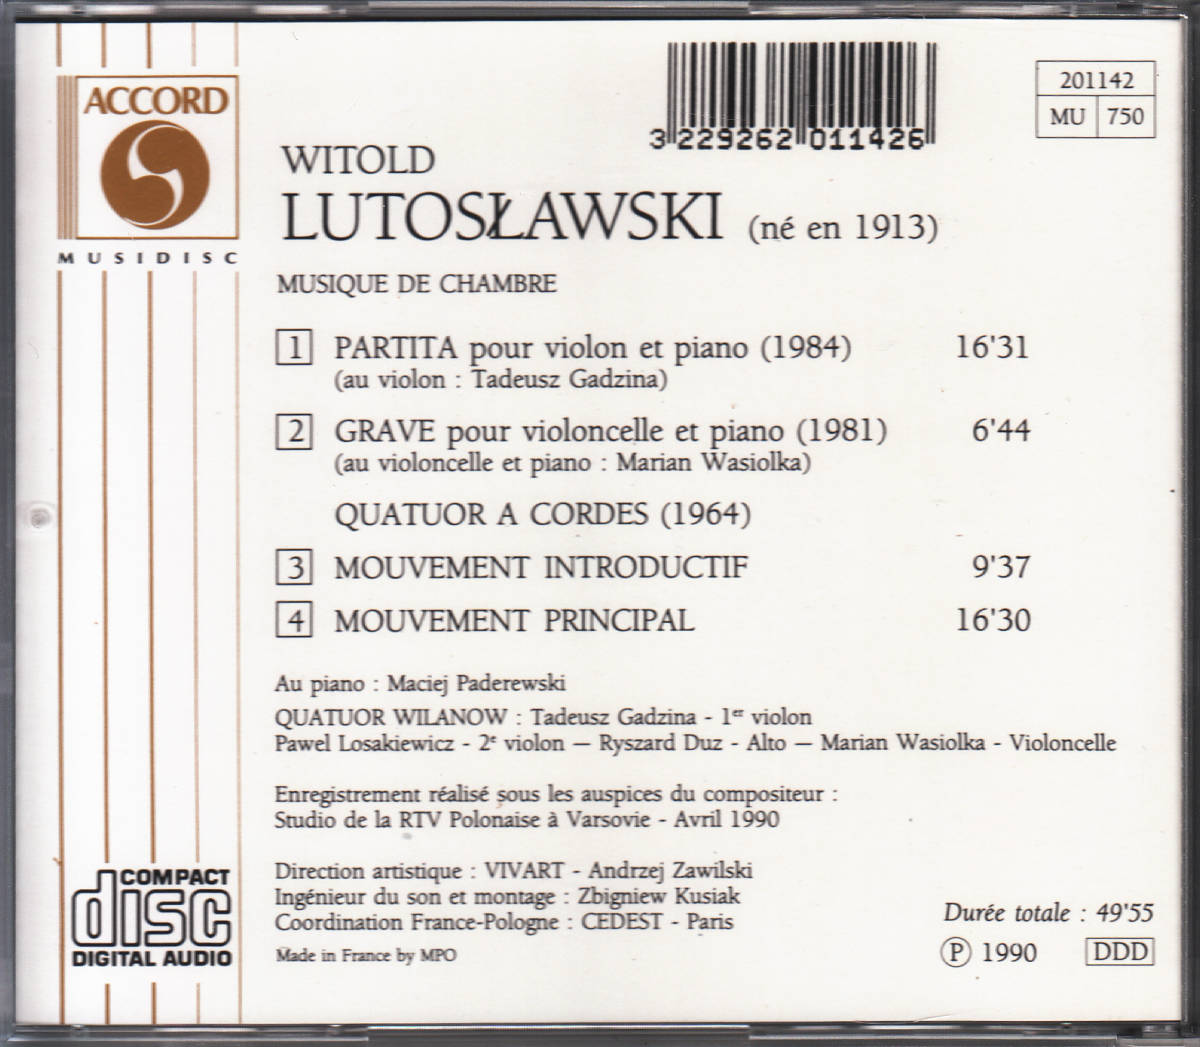 ACCORD
MUSIDISC
3 229262 011426
201142
MU 750
WITOLD
LUTOSŁAWSKI (né en 1913)
MUSIQUE DE CHAMBRE
1 PARTITA pour violon et piano (1984) 16'31
(au violon : Tadeusz Gadzina)
2 GRAVE pour violoncelle et piano (1981) 6'44
(au violoncelle et piano : Marian Wasiolka)
QUATUOR A CORDES (1964)
3 MOUVEMENT INTRODUCTIF 9'37
4 MOUVEMENT PRINCIPAL 16'30
Au piano : Maciej Paderewski
QUATUOR WILANOW : Tadeusz Gadzina - 1er violon
Pawel Losakiewicz - 2e violon — Ryszard Duz - Alto — Marian Wasiolka - Violoncelle
Enregistrement réalisé sous les auspices du compositeur :
Studio de la RTV Polonaise à Varsovie - Avril 1990
Direction artistique : VIVART - Andrzej Zawilski
Ingénieur du son et montage : Zbigniew Kusiak
Coordination France-Pologne : CEDEST - Paris
Made in France by MPO
COMPACT
disc
DIGITAL AUDIO
Durée totale : 49'55
Ⓟ 1990 DDD